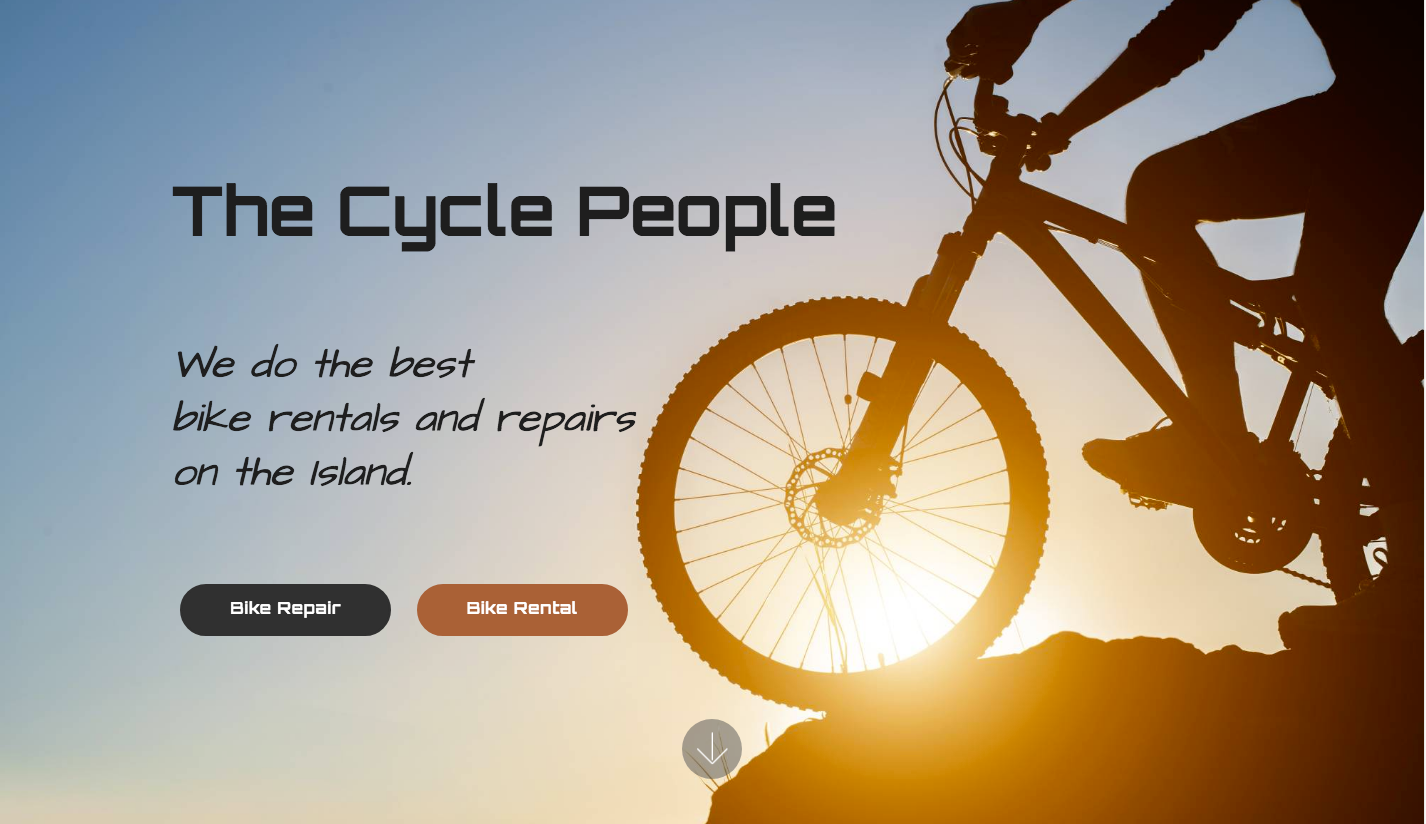 The Cycle People
We do the best
bike rentals and repairs
on the Island.
Bike Repair
Bike Rental